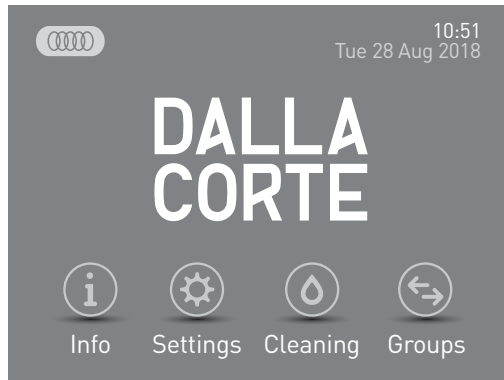 10:51
Tue 28 Aug 2018
DALLA
CORTE
Info Settings Cleaning Groups